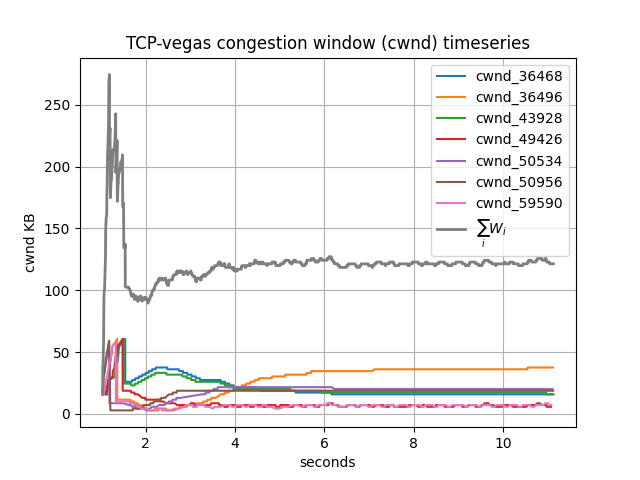 TCP-vegas congestion window (cwnd) timeseries
cwnd_36468
cwnd_36496
cwnd_43928
cwnd_49426
cwnd_50534
cwnd_50956
cwnd_59590
∑W_i
i
250
200
150
100
50
0
cwnd KB
2 4 6 8 10
seconds